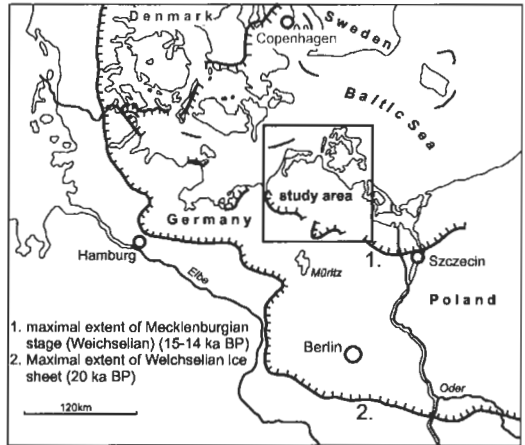 Denmark
Sweden
Copenhagen
Baltic Sea
study area
Germany
Hamburg
Elbe
Müritz
1.
Szczecin
Poland
1. maximal extent of Mecklenburgian
stage (Weichselian) (15-14 ka BP)
2. Maximal extent of Weichselian Ice
sheet (20 ka BP)
Berlin
120km
2.
Oder